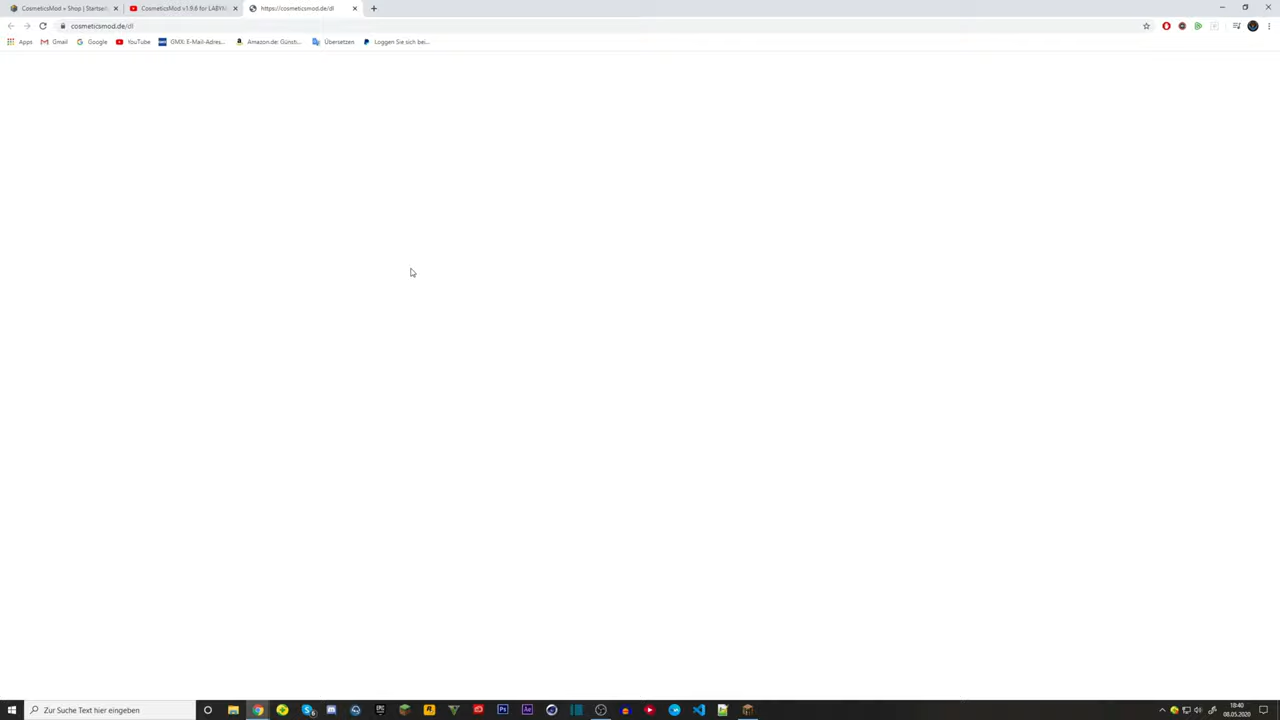 CosmeticsMod » Shop | Startseit
CosmeticsMod v1.9.6 for LABYM
https://cosmeticsmod.de/dl
cosmeticsmod.de/dl
Apps
Gmail
Google
YouTube
GMX: E-Mail-Adres...
Amazon.de: Günsti...
Übersetzen
Loggen Sie sich bei...
Zur Suche Text hier eingeben
18:40
08.05.2020